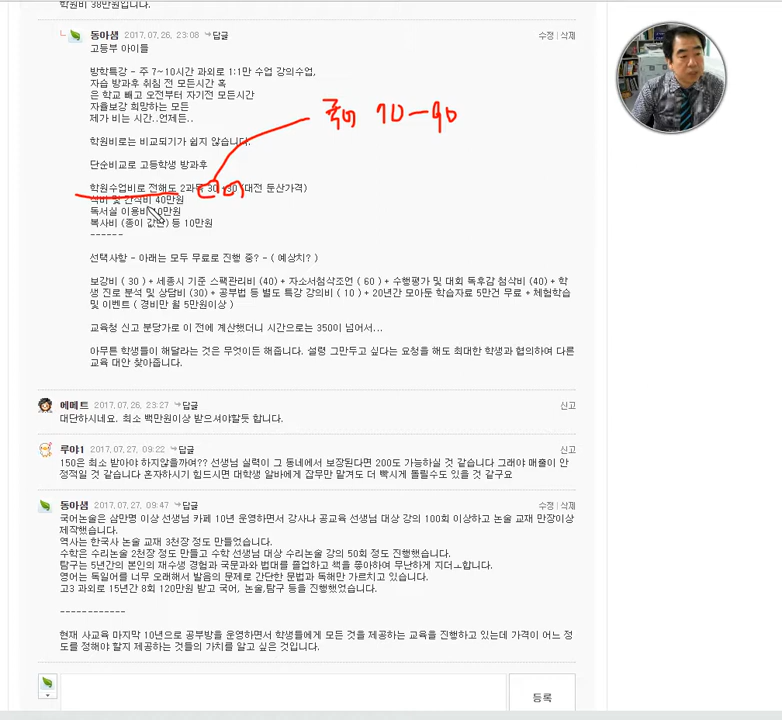 학원비 38만원입니다.
동아샘 2017.07.26, 23:08 답글 수정 | 삭제
고등부 아이들
방학특강 - 주 7~10시간 과외로 1:1만 수업 강의수업,
자습 방과후 취침 전 모든시간 혹
은 학교 빼고 오전부터 자기전 모든시간
자율보강 희망하는 모든
제가 비는 시간..언제든..
국어 70-90
학원비로는 비교되기가 쉽지 않습니다.
단순비교로 고등학생 방과후
학원수업비로 전해도 2과목 30+30 (대전 둔산가격)
식비 및 간식비 40만원
독서실 이용비 10만원
복사비 (종이 값만) 등 10만원
------
선택사항 - 아래는 모두 무료로 진행 중? - ( 예상치? )
보강비 ( 30 ) + 세종시 기준 스팩관리비 (40) + 자소서첨삭조언 ( 60 ) + 수행평가 및 대회 독후감 첨삭비 (40) + 학
생 진로 분석 및 상담비 (30) + 공부법 등 별도 특강 강의비 ( 10 ) + 20년간 모아둔 학습자료 5만건 무료 + 체험학습
및 이벤트 ( 경비만 월 5만원이상 )
교육청 신고 분당가로 이 전에 계산했더니 시간으로는 350이 넘어서...
아무튼 학생들이 해달라는 것은 무엇이든 해줍니다. 설령 그만두고 싶다는 요청을 해도 최대한 학생과 협의하여 다른
교육 대안 찾아줍니다.
에메트 2017.07.26, 23:27 답글 신고
대단하시네요. 최소 백만원이상 받으셔야할듯 합니다.
루야1 2017.07.27, 09:22 답글 신고
150은 최소 받아야 하지않을까여?? 선생님 실력이 그 동네에서 보장된다면 200도 가능하실 것 같습니다 그래야 매출이 안
정적일 것 같습니다 혼자하시기 힘드시면 대학생 알바에게 잡무만 맡겨도 더 빡시게 돌릴수도 있을 것 같구요
동아샘 2017.07.27, 09:47 답글 수정 | 삭제
국어논술은 삼만명 이상 선생님 카페 10년 운영하면서 강사나 공교육 선생님 대상 강의 100회 이상하고 논술 교재 만장이상
제작했습니다.
역사는 한국사 논술 교재 3천장 정도 만들었습니다.
수학은 수리논술 2천장 정도 만들고 수학 선생님 대상 수리논술 강의 50회 정도 진행했습니다.
탐구는 5년간의 본인의 재수생 경험과 국문과와 법대를 졸업하고 책을 좋아하여 무난하게 지더ㅗ합니다.
영어는 독일어를 너무 오래해서 발음의 문제로 간단한 문법과 독해만 가르치고 있습니다.
고3 과외로 15년간 8회 120만원 받고 국어, 논술,탐구 등을 진행했었습니다.
------------
현재 사교육 마지막 10년으로 공부방을 운영하면서 학생들에게 모든 것을 제공하는 교육을 진행하고 있는데 가격이 어느 정
도를 정해야 할지 제공하는 것들의 가치를 알고 싶은 것입니다.
등록